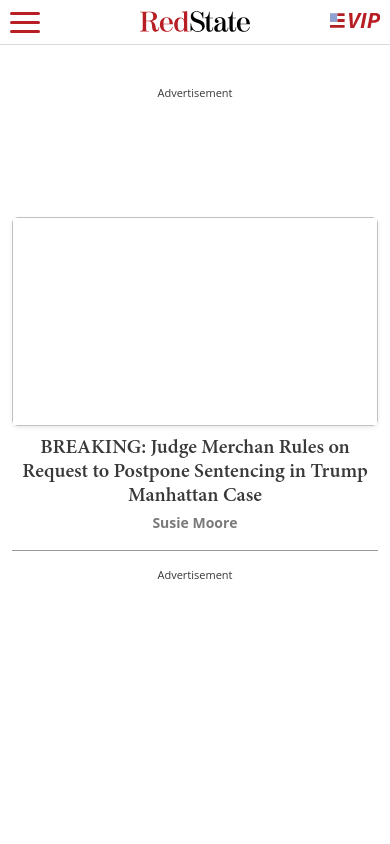 RedState
VIP
Advertisement
BREAKING: Judge Merchan Rules on
Request to Postpone Sentencing in Trump
Manhattan Case
Susie Moore
Advertisement